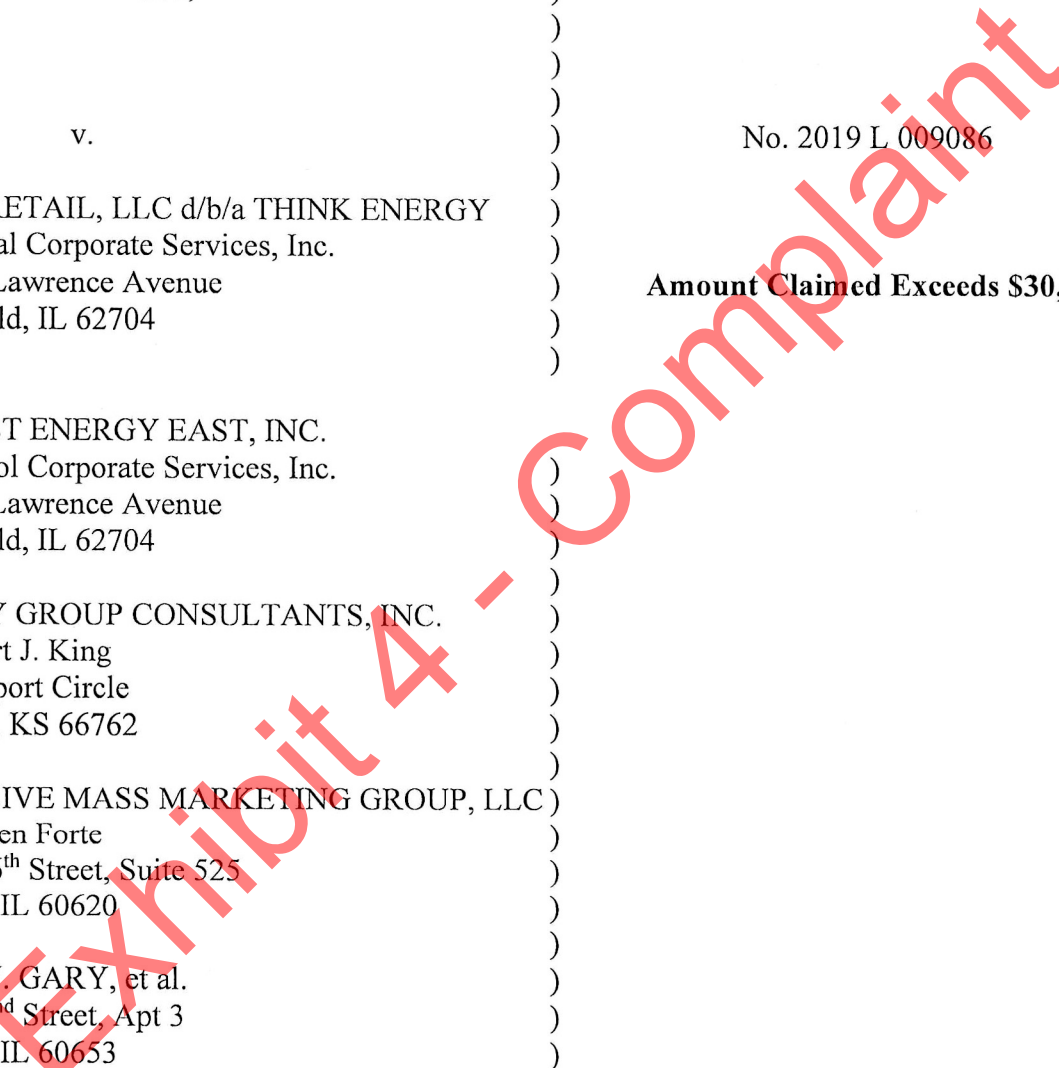 v.
No. 2019 L 009086
ETAIL, LLC d/b/a THINK ENERGY
al Corporate Services, Inc.
Lawrence Avenue
Amount Claimed Exceeds $30,
ld, IL 62704
T ENERGY EAST, INC.
ol Corporate Services, Inc.
Lawrence Avenue
ld, IL 62704
Y GROUP CONSULTANTS, INC.
rt J. King
port Circle
KS 66762
IVE MASS MARKETING GROUP, LLC )
en Forte
5th Street, Suite 525
IL 60620
. GARY, et al.
nd Street, Apt 3
IL 60653
Exhibit 4 - Complaint